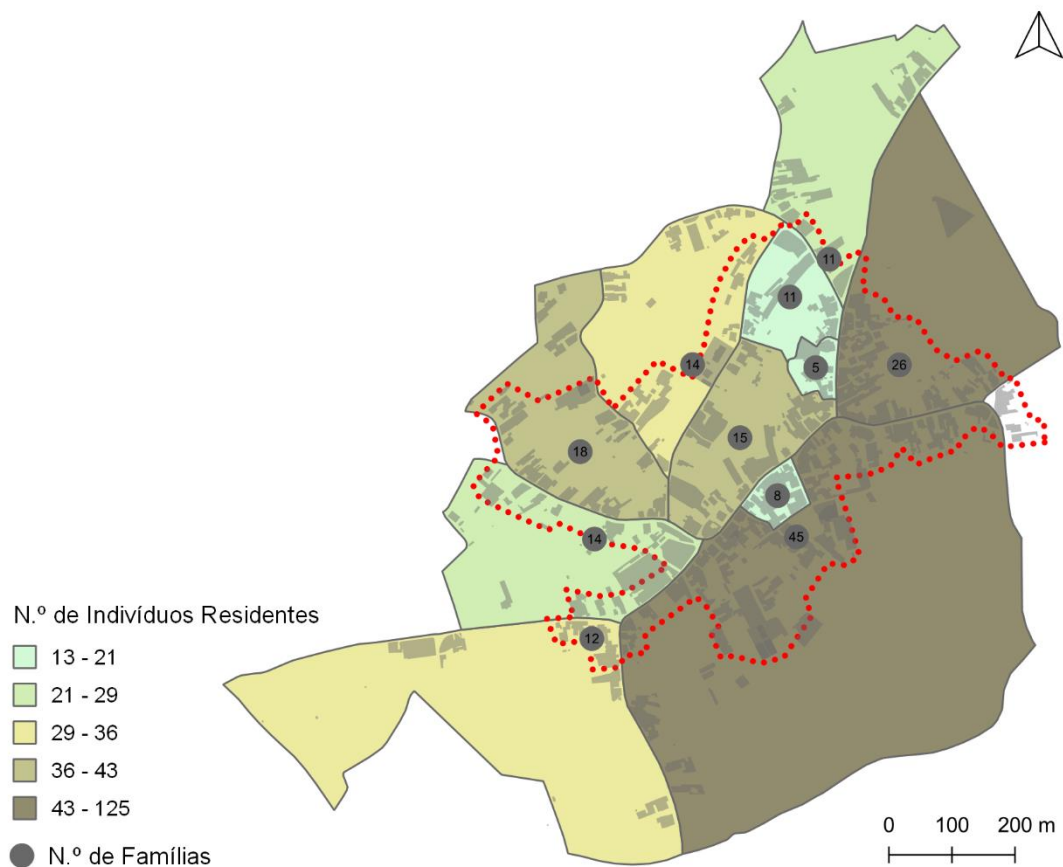 11
11
5
26
14
15
18
8
45
14
12
N.º de Indivíduos Residentes
13 - 21
21 - 29
29 - 36
36 - 43
43 - 125
N.º de Famílias
0 100 200 m